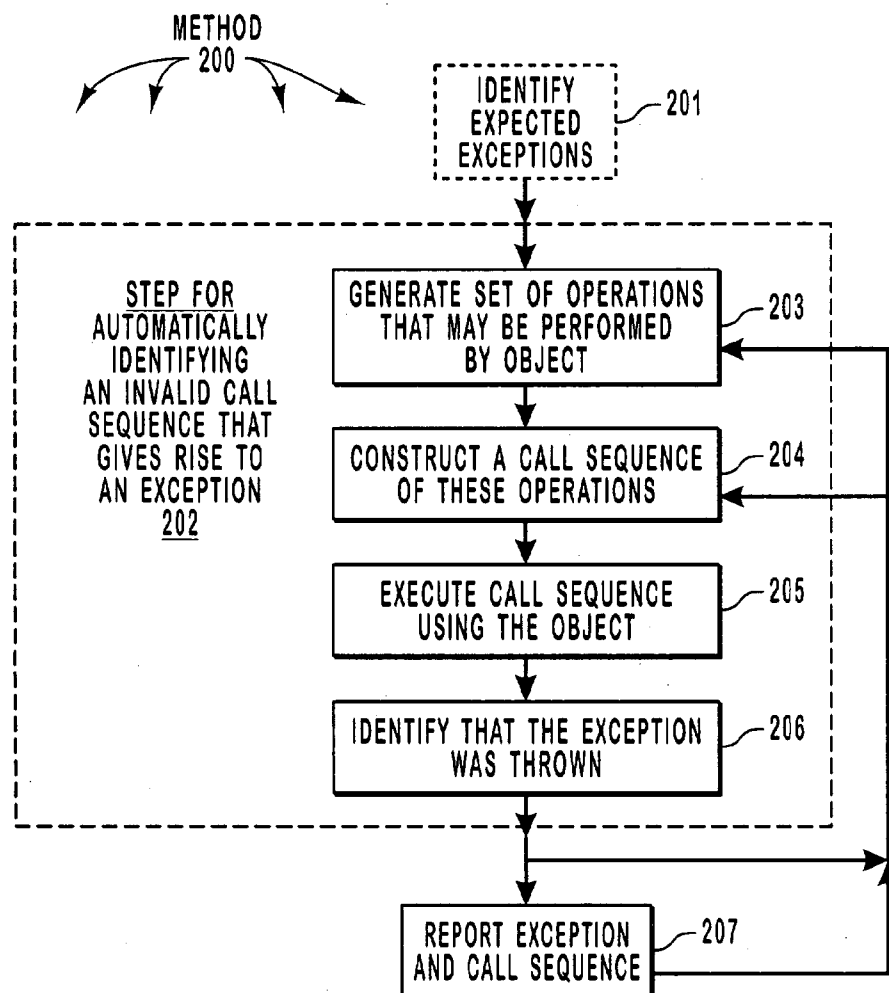 METHOD
200
IDENTIFY
EXPECTED
EXCEPTIONS
201
STEP FOR
AUTOMATICALLY
IDENTIFYING
AN INVALID CALL
SEQUENCE THAT
GIVES RISE TO
AN EXCEPTION
202
GENERATE SET OF OPERATIONS
THAT MAY BE PERFORMED
BY OBJECT
203
CONSTRUCT A CALL SEQUENCE
OF THESE OPERATIONS
204
EXECUTE CALL SEQUENCE
USING THE OBJECT
205
IDENTIFY THAT THE EXCEPTION
WAS THROWN
206
REPORT EXCEPTION
AND CALL SEQUENCE
207